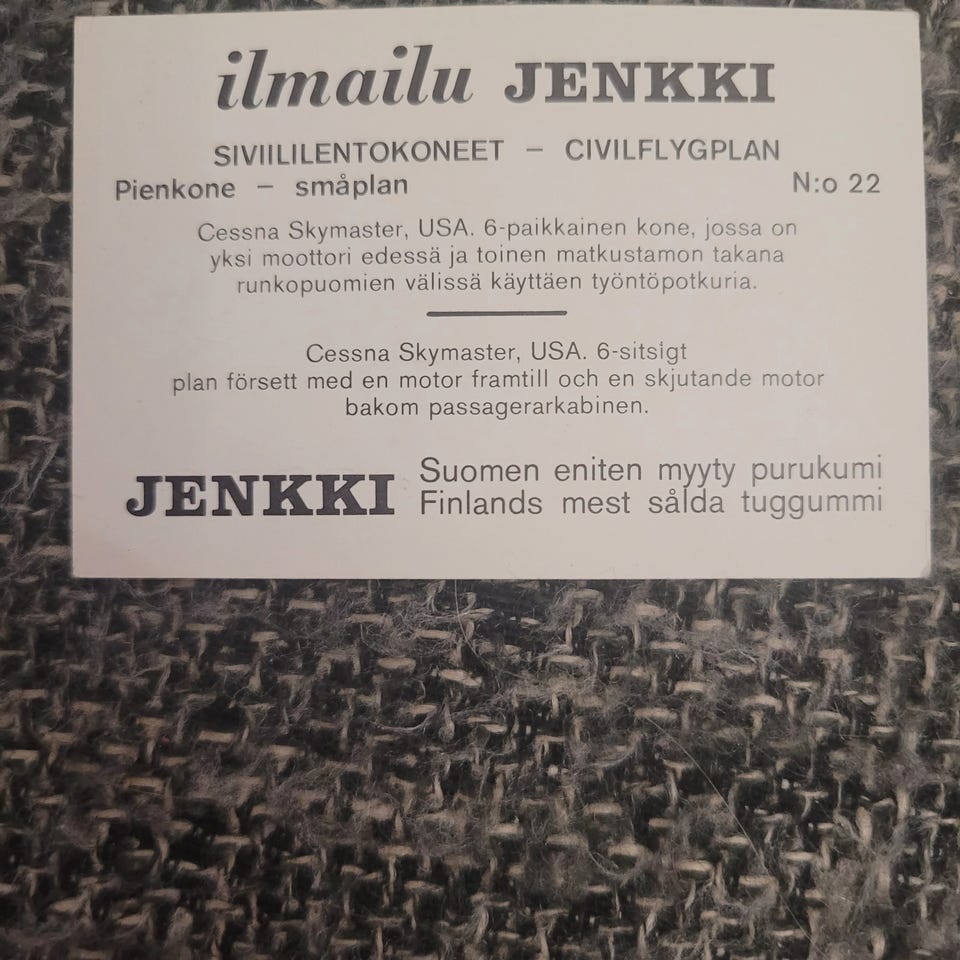 ilmailu JENKKI
SIVIILILENTOKONEET – CIVILFLYGPLAN
Pienkone – småplan N:o 22
Cessna Skymaster, USA. 6-paikkainen kone, jossa on
yksi moottori edessä ja toinen matkustamon takana
runkopuomien välissä käyttäen työntöpotkuria.
Cessna Skymaster, USA. 6-sitsigt
plan försett med en motor framtill och en skjutande motor
bakom passagerarkabinen.
JENKKI Suomen eniten myyty purukumi
Finlands mest sålda tuggummi